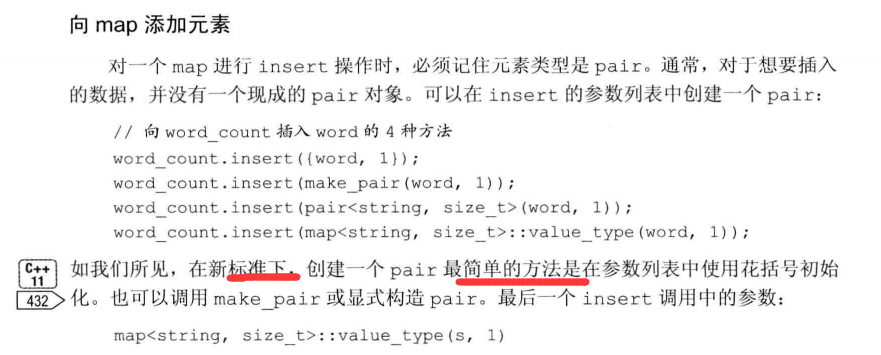 向 map 添加元素
对一个 map 进行 insert 操作时，必须记住元素类型是 pair。通常，对于想要插入
的数据，并没有一个现成的 pair 对象。可以在 insert 的参数列表中创建一个 pair：
// 向 word_count 插入 word 的 4 种方法
word_count.insert({word, 1});
word_count.insert(make_pair(word, 1));
word_count.insert(pair<string, size_t>(word, 1));
word_count.insert(map<string, size_t>::value_type(word, 1));
C++
11
如我们所见，在新标准下，创建一个 pair 最简单的方法是在参数列表中使用花括号初始
432
化。也可以调用 make_pair 或显式构造 pair。最后一个 insert 调用中的参数：
map<string, size_t>::value_type(s, 1)